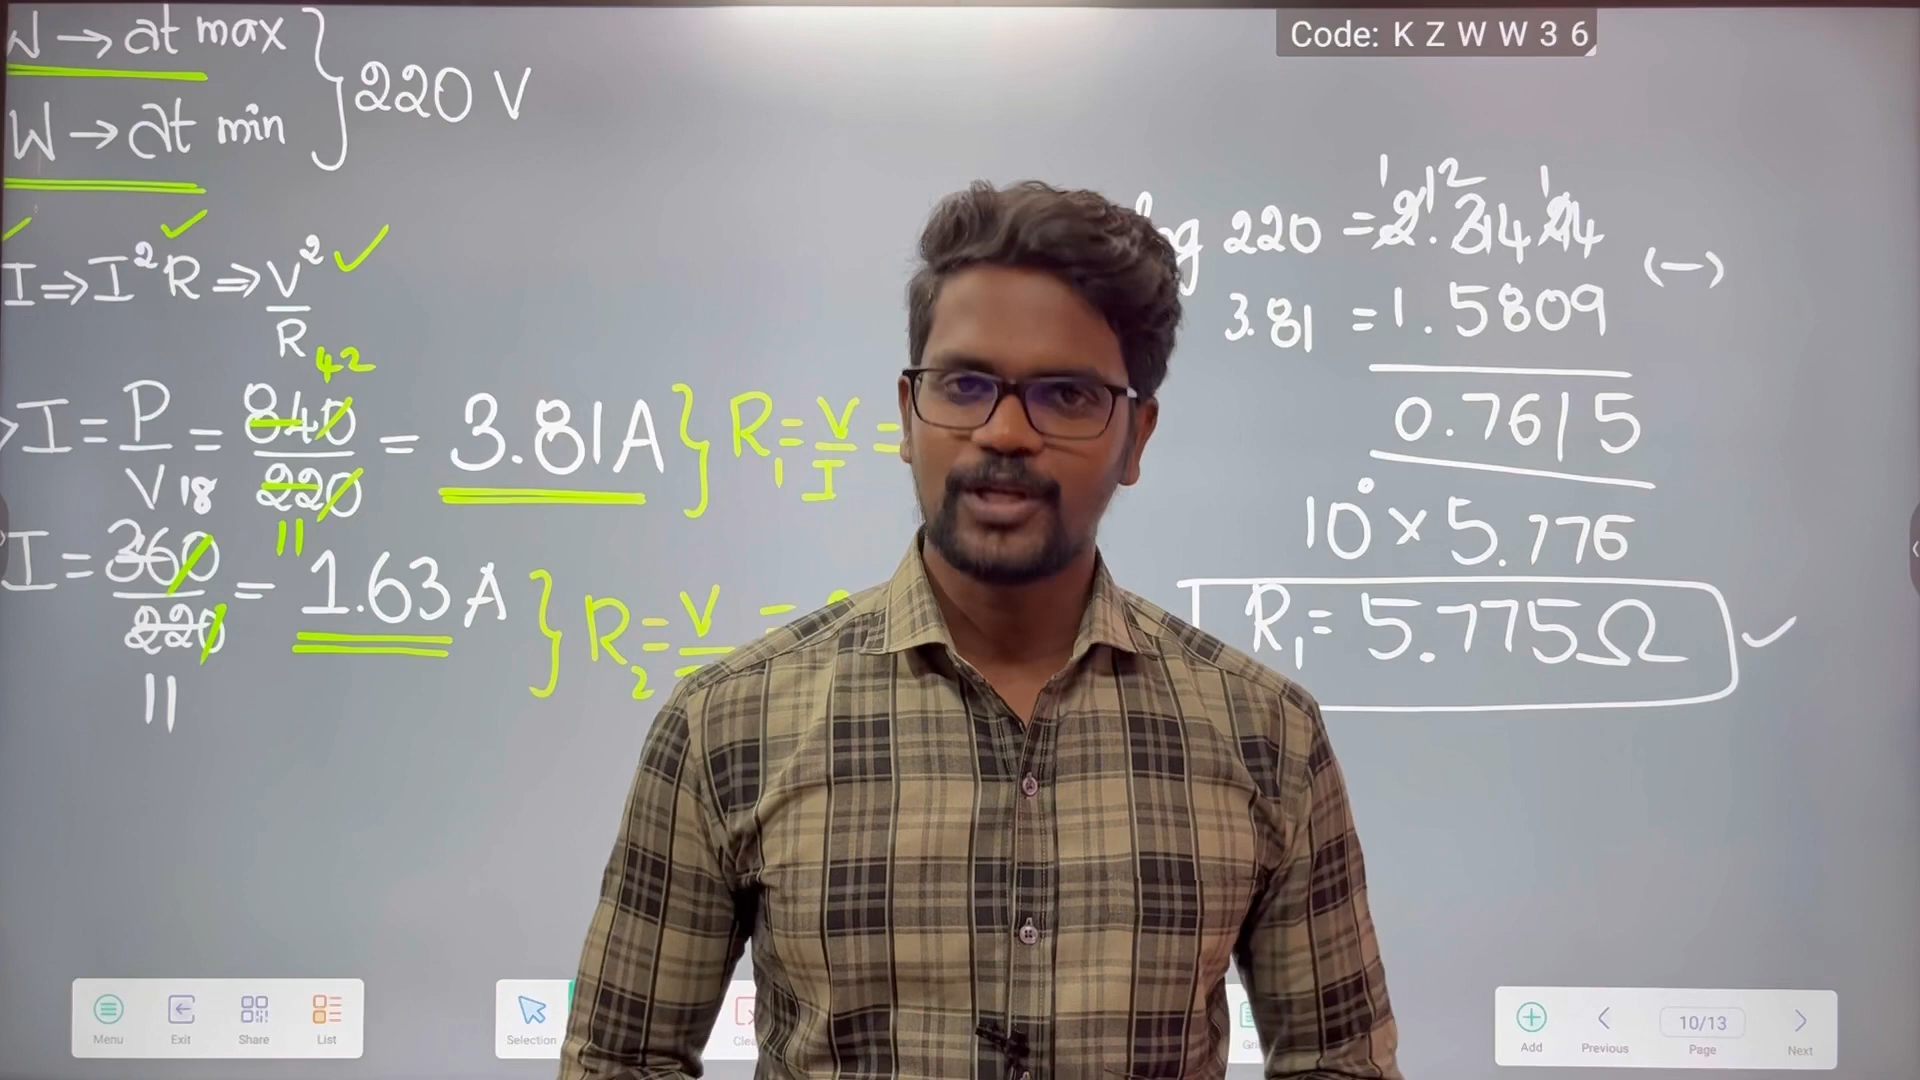 W → at max
W → at min
} 220 V
I ⇒ I²R ⇒ V²/R
I = P/V = 840/220 = 3.81A } R₁ = V/I =
42
11
I = 360/220 = 1.63 A } R₂ = V
18
11
Code: K Z W W 3 6
220 = 2.3424
(−)
3.81 = 1.5809
0.7615
10° × 5.776
R₁ = 5.775Ω
Menu
Exit
Share
List
Selection
Add
Previous
10/13
Page
Next